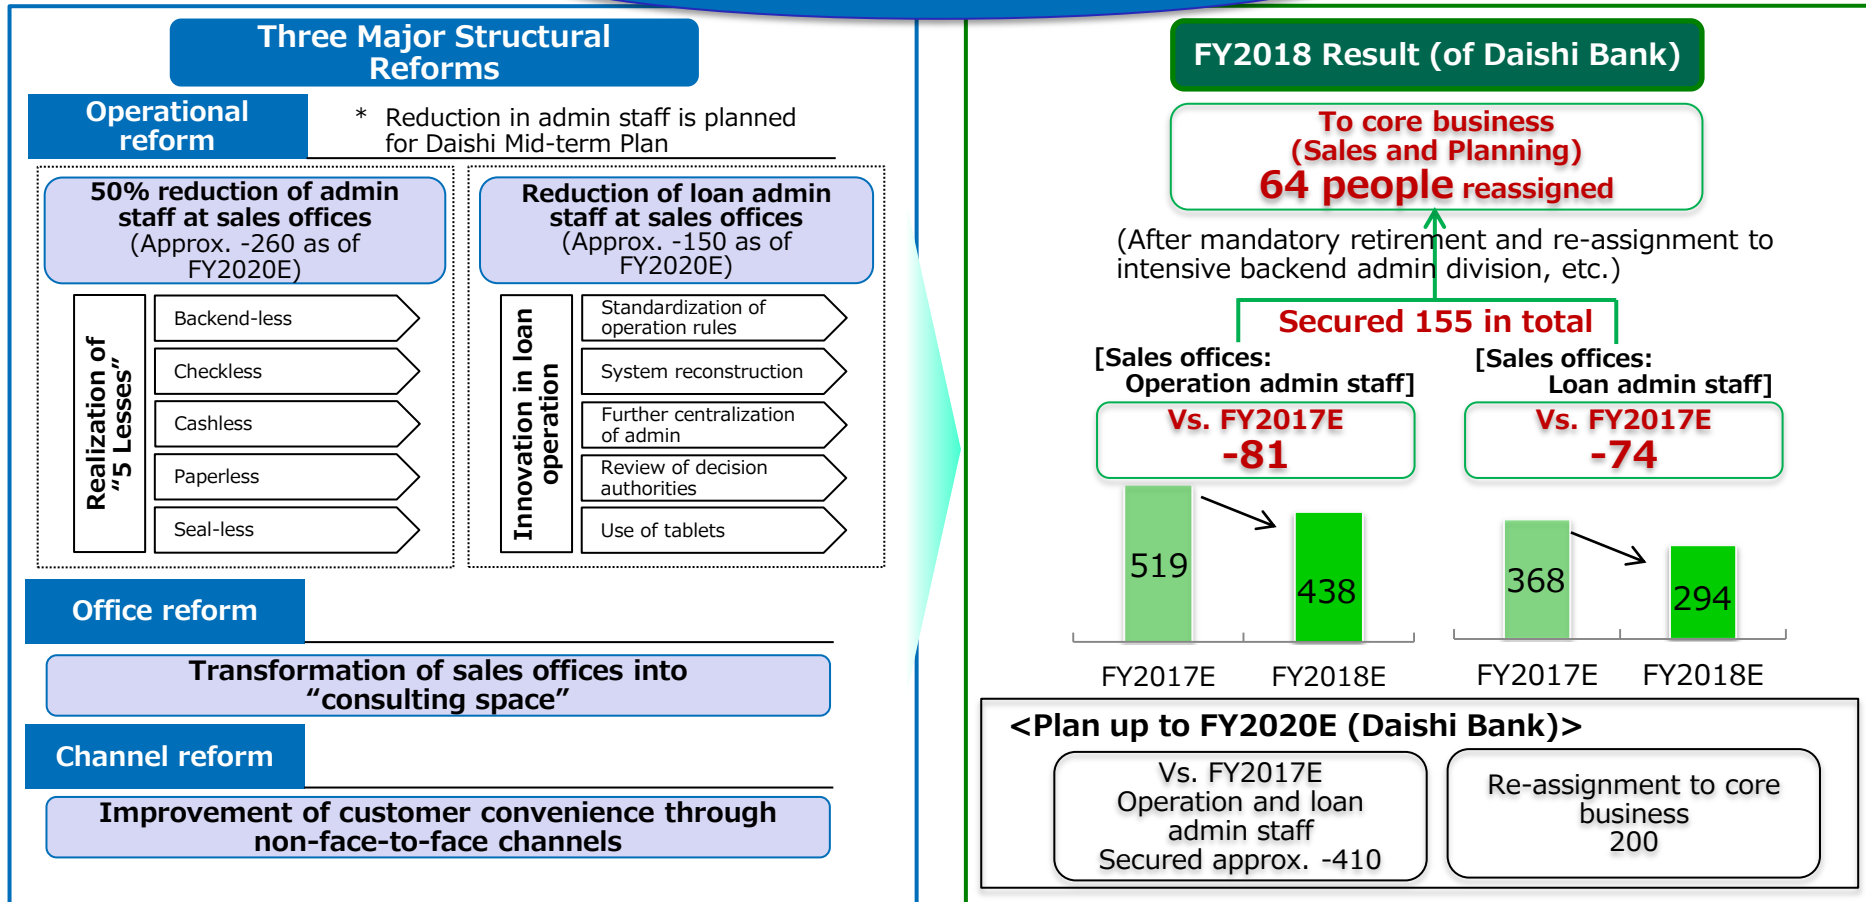 Three Major Structural
Reforms
Operational
reform
* Reduction in admin staff is planned
for Daishi Mid-term Plan
50% reduction of admin
staff at sales offices
(Approx. -260 as of
FY2020E)
Realization of
“5 Lesses”
Backend-less
Checkless
Cashless
Paperless
Seal-less
Reduction of loan admin
staff at sales offices
(Approx. -150 as of
FY2020E)
Innovation in loan
operation
Standardization of
operation rules
System reconstruction
Further centralization
of admin
Review of decision
authorities
Use of tablets
Office reform
Transformation of sales offices into
“consulting space”
Channel reform
Improvement of customer convenience through
non-face-to-face channels
FY2018 Result (of Daishi Bank)
To core business
(Sales and Planning)
64 people reassigned
(After mandatory retirement and re-assignment to
intensive backend admin division, etc.)
Secured 155 in total
[Sales offices:
Operation admin staff]
Vs. FY2017E
-81
519
438
FY2017E
FY2018E
[Sales offices:
Loan admin staff]
Vs. FY2017E
-74
368
294
FY2017E
FY2018E
<Plan up to FY2020E (Daishi Bank)>
Vs. FY2017E
Operation and loan
admin staff
Secured approx. -410
Re-assignment to core
business
200